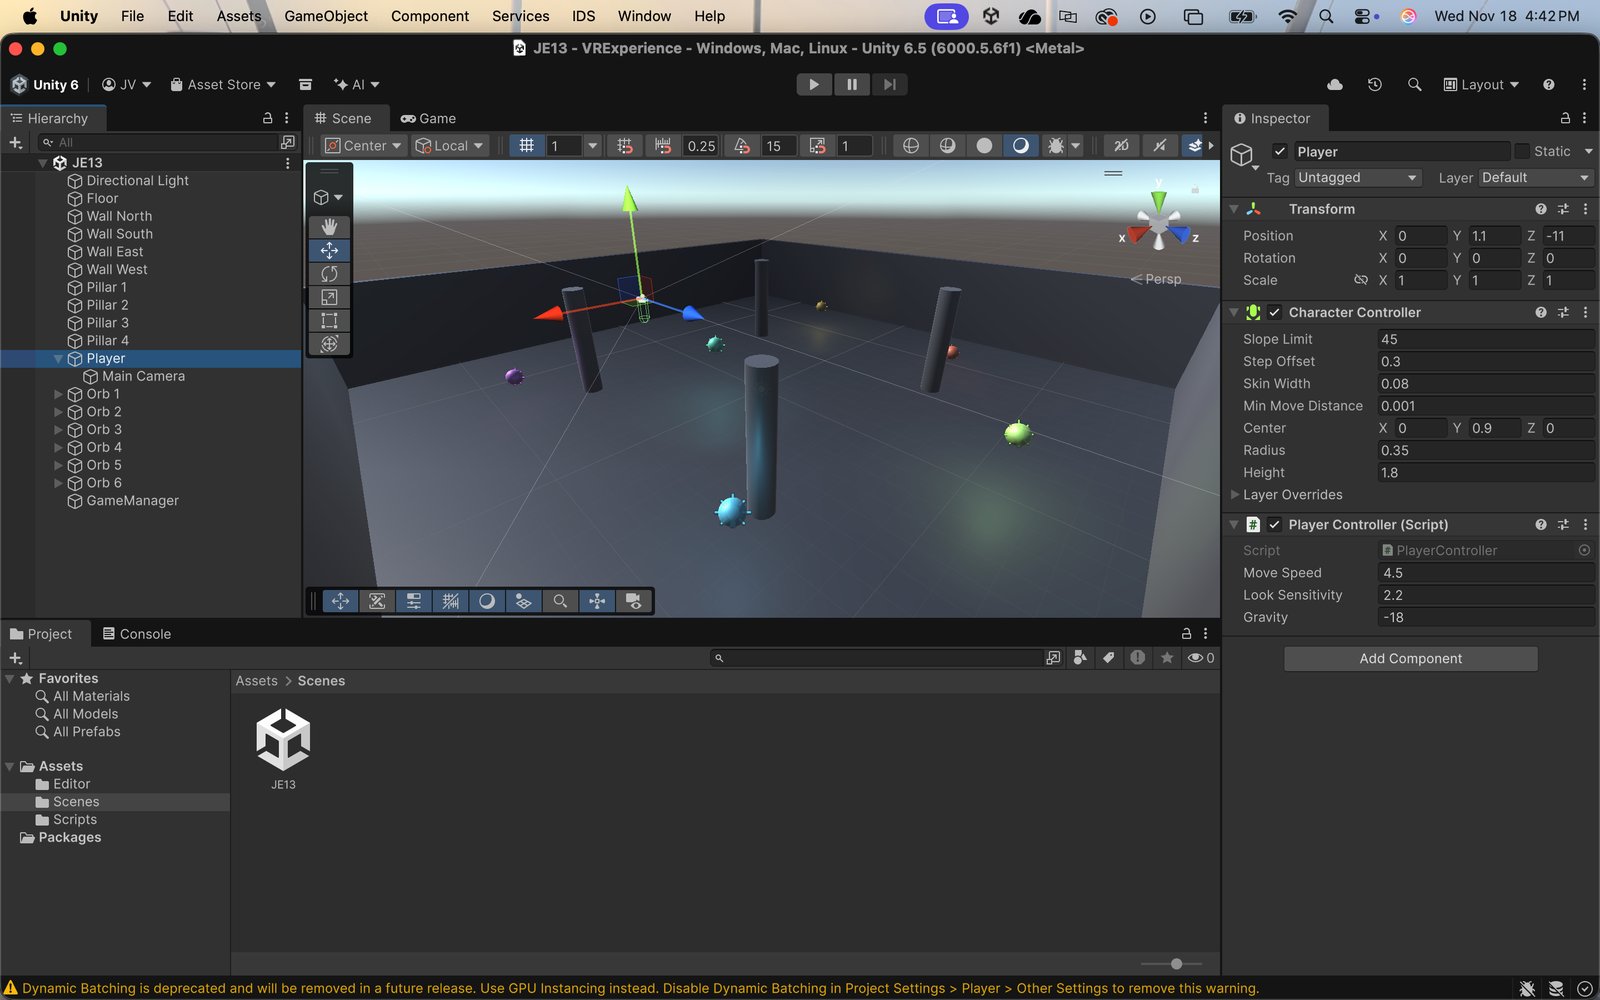 Unity File Edit Assets GameObject Component Services IDS Window Help Wed Nov 18 4:42 PM
JE13 - VRExperience - Windows, Mac, Linux - Unity 6.5 (6000.5.6f1) <Metal>
Unity 6 JV Asset Store AI Layout
Hierarchy
All
JE13
Directional Light
Floor
Wall North
Wall South
Wall East
Wall West
Pillar 1
Pillar 2
Pillar 3
Pillar 4
Player
Main Camera
Orb 1
Orb 2
Orb 3
Orb 4
Orb 5
Orb 6
GameManager
Scene Game
Center Local 1 0.25 15 1
y
x z
Persp
Inspector
Player Static
Tag Untagged Layer Default
Transform
Position X 0 Y 1.1 Z -11
Rotation X 0 Y 0 Z 0
Scale X 1 Y 1 Z 1
Character Controller
Slope Limit 45
Step Offset 0.3
Skin Width 0.08
Min Move Distance 0.001
Center X 0 Y 0.9 Z 0
Radius 0.35
Height 1.8
Layer Overrides
Player Controller (Script)
Script PlayerController
Move Speed 4.5
Look Sensitivity 2.2
Gravity -18
Add Component
Project Console
0
Favorites
All Materials
All Models
All Prefabs
Assets
Editor
Scenes
Scripts
Packages
Assets > Scenes
JE13
Dynamic Batching is deprecated and will be removed in a future release. Use GPU Instancing instead. Disable Dynamic Batching in Project Settings > Player > Other Settings to remove this warning.